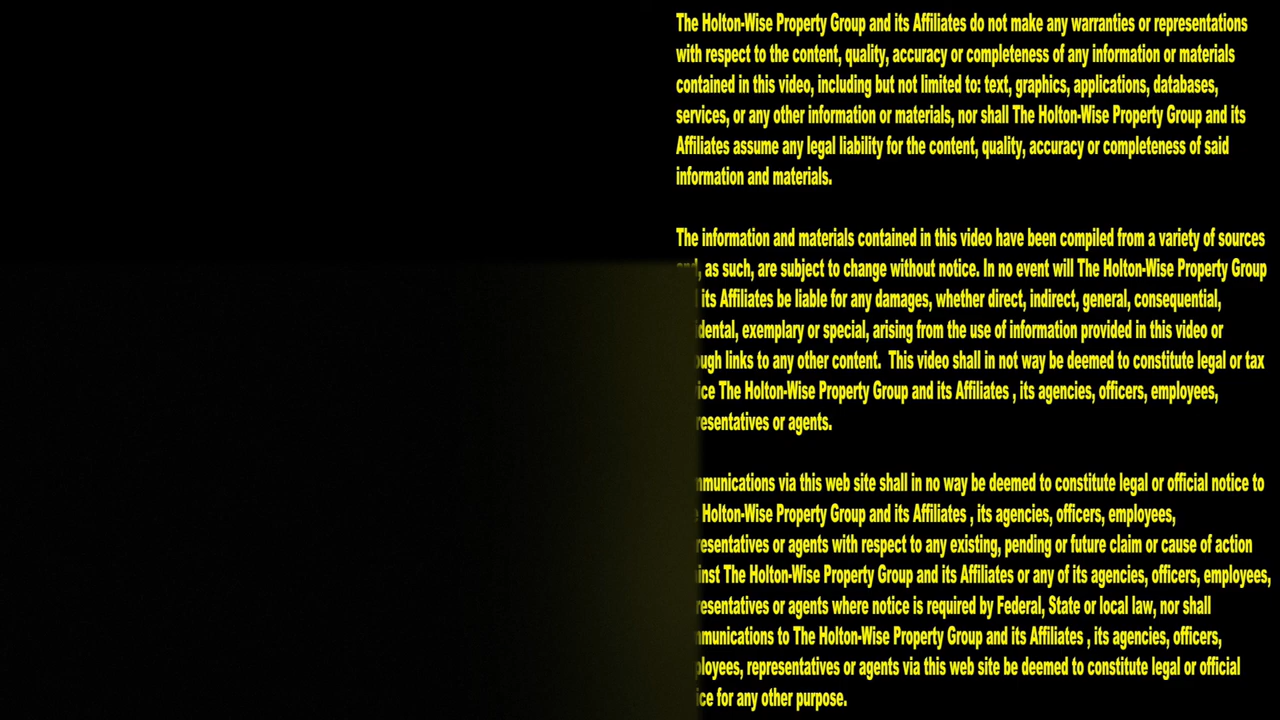 The Holton-Wise Property Group and its Affiliates do not make any warranties or representations
with respect to the content, quality, accuracy or completeness of any information or materials
contained in this video, including but not limited to: text, graphics, applications, databases,
services, or any other information or materials, nor shall The Holton-Wise Property Group and its
Affiliates assume any legal liability for the content, quality, accuracy or completeness of said
information and materials.
The information and materials contained in this video have been compiled from a variety of sources
, as such, are subject to change without notice. In no event will The Holton-Wise Property Group
its Affiliates be liable for any damages, whether direct, indirect, general, consequential,
exemplary or special, arising from the use of information provided in this video or
links to any other content. This video shall in not way be deemed to constitute legal or tax
The Holton-Wise Property Group and its Affiliates , its agencies, officers, employees,
or agents.
via this web site shall in no way be deemed to constitute legal or official notice to
Holton-Wise Property Group and its Affiliates , its agencies, officers, employees,
or agents with respect to any existing, pending or future claim or cause of action
The Holton-Wise Property Group and its Affiliates or any of its agencies, officers, employees,
or agents where notice is required by Federal, State or local law, nor shall
to The Holton-Wise Property Group and its Affiliates , its agencies, officers,
representatives or agents via this web site be deemed to constitute legal or official
for any other purpose.